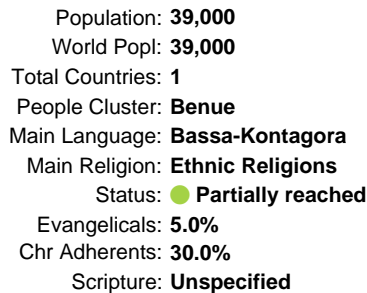 Population: 39,000
World Popl: 39,000
Total Countries: 1
People Cluster: Benue
Main Language: Bassa-Kontagora
Main Religion: Ethnic Religions
Status: Partially reached
Evangelicals: 5.0%
Chr Adherents: 30.0%
Scripture: Unspecified